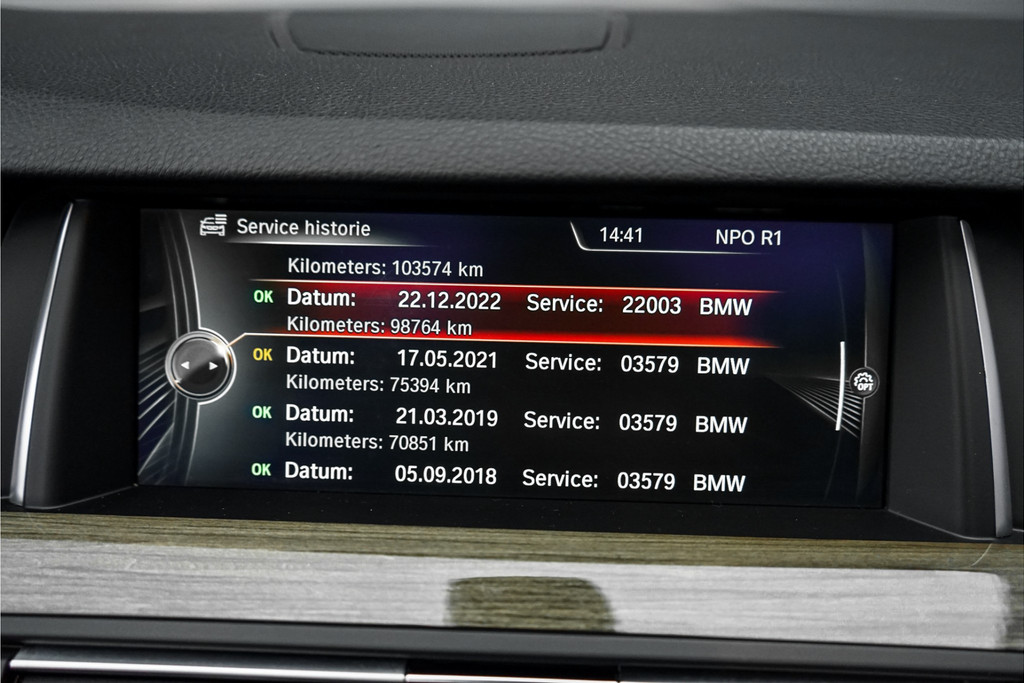 Service historie 14:41 NPO R1
Kilometers: 103574 km
OK Datum: 22.12.2022 Service: 22003 BMW
Kilometers: 98764 km
OK Datum: 17.05.2021 Service: 03579 BMW
Kilometers: 75394 km
OK Datum: 21.03.2019 Service: 03579 BMW
Kilometers: 70851 km
OK Datum: 05.09.2018 Service: 03579 BMW
OPT